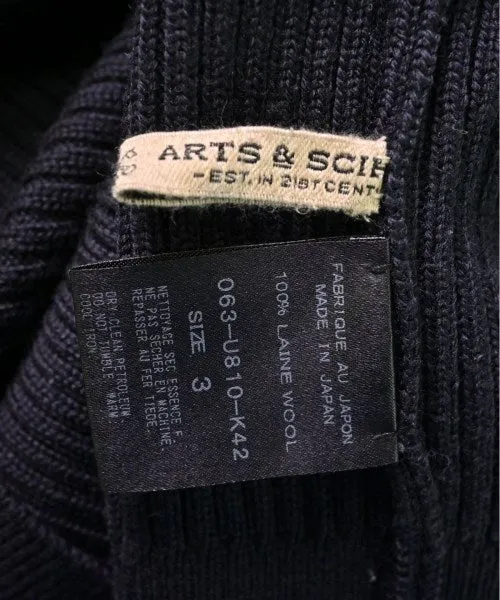 ARTS & SCI
-EST. IN 21ST CENT
FABRIQUE AU JAPON
MADE IN JAPAN
100% LAINE WOOL
063-U810-K42
SIZE 3
NETTOYAGE SEC ESSENCE F.
NE PAS SÉCHER EN MACHINE
REPASSER AU FER TIEDE.
DRY-CLEAN PETROLEUM.
DO NOT TUMBLE WARM.
COOL IRON.